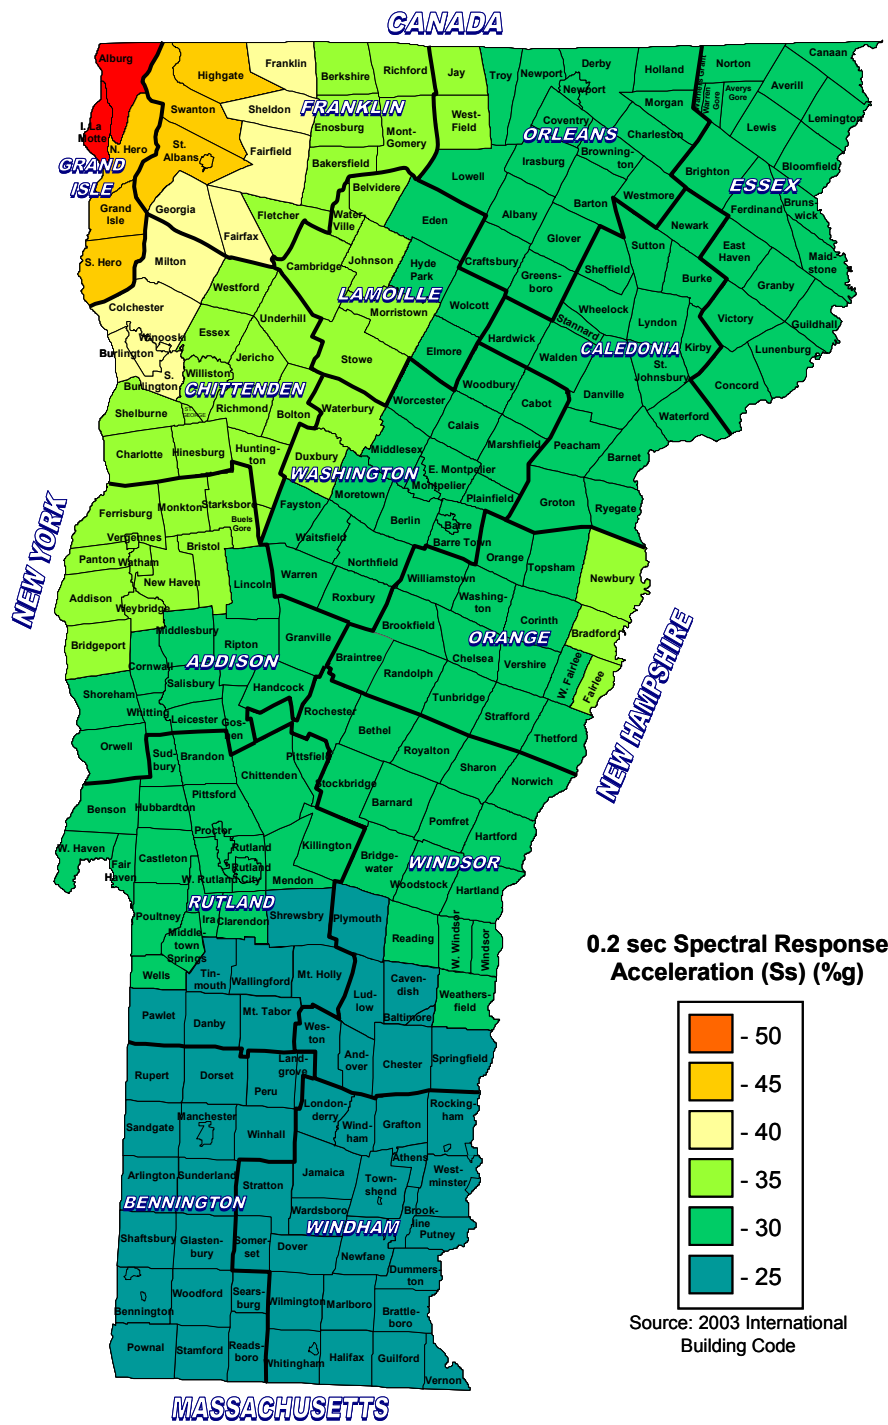 CANADA
Alburg
Highgate
Franklin
Berkshire
Richford
Jay
Troy
Newport
Derby
Holland
Norton
Canaan
Averill
Averys
Gore
Warren
Gore
Lemington
Swanton
Sheldon
FRANKLIN
Enosburg
Mont-
Gomery
West-
Field
Newport
Coventry
ORLEANS
Morgan
Charleston
Lewis
Bloomfield
I. La
Motte
N. Hero
St.
Albans
Fairfield
Bakersfield
Lowell
Irasburg
Browning-
ton
Brighton
ESSEX
GRAND
ISLE
Grand
Isle
Georgia
Fletcher
Belvidere
Water
Ville
Eden
Albany
Barton
Westmore
Newark
Ferdinand
Bruns-
wick
S. Hero
Milton
Fairfax
Cambridge
Johnson
Hyde
Park
Craftsbury
Glover
Sutton
East
Haven
Maid-
stone
Westford
LAMOILLE
Greens-
boro
Sheffield
Burke
Granby
Colchester
Underhill
Morristown
Wolcott
Wheelock
Lyndon
Victory
Guildhall
Winooski
Burlington
Essex
Jericho
Stowe
Elmore
Hardwick
Stannard
Walden
CALEDONIA
Kirby
Lunenburg
S.
Burlington
Williston
CHITTENDEN
Woodbury
St.
Johnsbury
Concord
Danville
Shelburne
ST.
GEORGE
Richmond
Bolton
Waterbury
Worcester
Cabot
Waterford
Calais
Charlotte
Hinesburg
Hunting-
ton
Duxbury
Middlesex
Marshfield
Peacham
Barnet
WASHINGTON
E. Montpelier
Montpelier
Plainfield
NEW YORK
Ferrisburg
Monkton
Starksboro
Buels
Gore
Fayston
Moretown
Berlin
Barre
Barre Town
Groton
Ryegate
Vergennes
Bristol
Waitsfield
Panton
Watham
New Haven
Lincoln
Warren
Northfield
Williamstown
Orange
Topsham
Newbury
Addison
Weybridge
Roxbury
Washing-
ton
Corinth
Bradford
Bridgeport
Middlesbury
Ripton
Granville
Brookfield
ORANGE
Cornwall
ADDISON
Braintree
Randolph
Chelsea
Vershire
W. Fairlee
Fairlee
NEW HAMPSHIRE
Shoreham
Salisbury
Handcock
Tunbridge
Strafford
Whitting
Leicester
Gos-
hen
Rochester
Bethel
Thetford
Orwell
Sud-
bury
Brandon
Pittsfield
Royalton
Sharon
Norwich
Chittenden
Stockbridge
Benson
Hubbardton
Pittsford
Barnard
Pomfret
Hartford
Proctor
W. Haven
Fair
Haven
Castleton
Rutland
Rutland
City
W. Rutland
Mendon
Killington
Bridge-
water
WINDSOR
Woodstock
Hartland
RUTLAND
Poultney
Ira
Clarendon
Shrewsbry
Plymouth
Reading
W. Windsor
Windsor
Middle-
town
Springs
Wells
Tin-
mouth
Wallingford
Mt. Holly
Lud-
low
Caven-
dish
Baltimore
Weathers-
field
Pawlet
Danby
Mt. Tabor
Wes-
ton
And-
over
Chester
Springfield
Rupert
Dorset
Peru
Land-
grove
London-
derry
Wind-
ham
Grafton
Rocking-
ham
Sandgate
Manchester
Winhall
Athens
Arlington
Sunderland
Stratton
Jamaica
Town-
shend
West-
minster
BENNINGTON
Wardsboro
Brook-
line
WINDHAM
Putney
Shaftsbury
Glasten-
bury
Somer-
set
Dover
Newfane
Dummers-
ton
Bennington
Woodford
Sears-
burg
Wilmington
Marlboro
Brattle-
boro
Pownal
Stamford
Reads-
boro
Whitingham
Halifax
Guilford
Vernon
MASSACHUSETTS
0.2 sec Spectral Response
Acceleration (Ss) (%g)
- 50
- 45
- 40
- 35
- 30
- 25
Source: 2003 International
Building Code